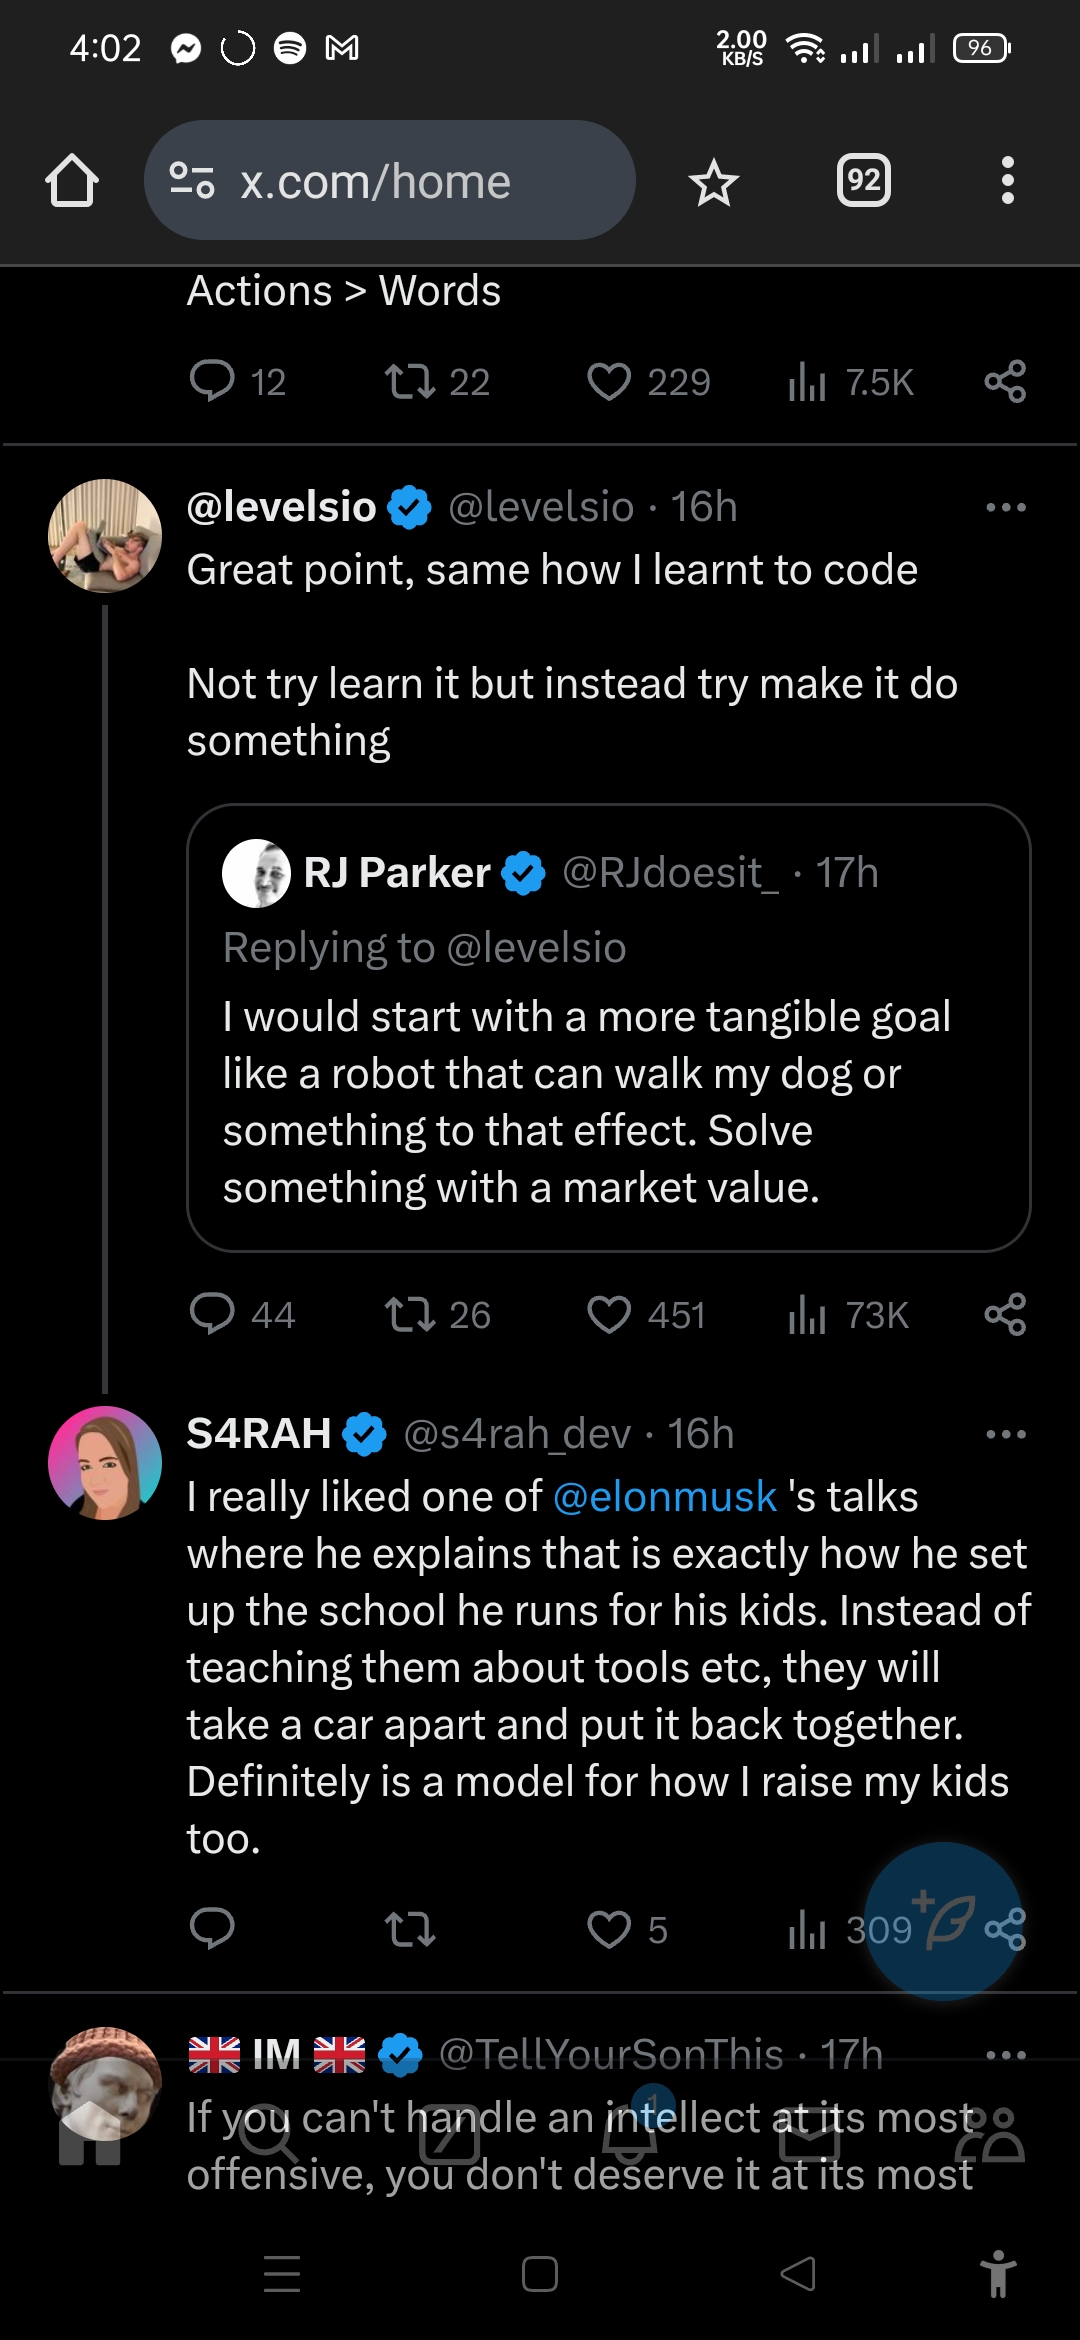 4:02 2.00 KB/S 96
x.com/home 92
Actions > Words
12 22 229 7.5K
@levelsio @levelsio · 16h
Great point, same how I learnt to code
Not try learn it but instead try make it do
something
RJ Parker @RJdoesit_ · 17h
Replying to @levelsio
I would start with a more tangible goal
like a robot that can walk my dog or
something to that effect. Solve
something with a market value.
44 26 451 73K
S4RAH @s4rah_dev · 16h
I really liked one of @elonmusk 's talks
where he explains that is exactly how he set
up the school he runs for his kids. Instead of
teaching them about tools etc, they will
take a car apart and put it back together.
Definitely is a model for how I raise my kids
too.
5 309
🇬🇧 IM 🇬🇧 @TellYourSonThis · 17h
If you can't handle an intellect at its most
offensive, you don't deserve it at its most
1